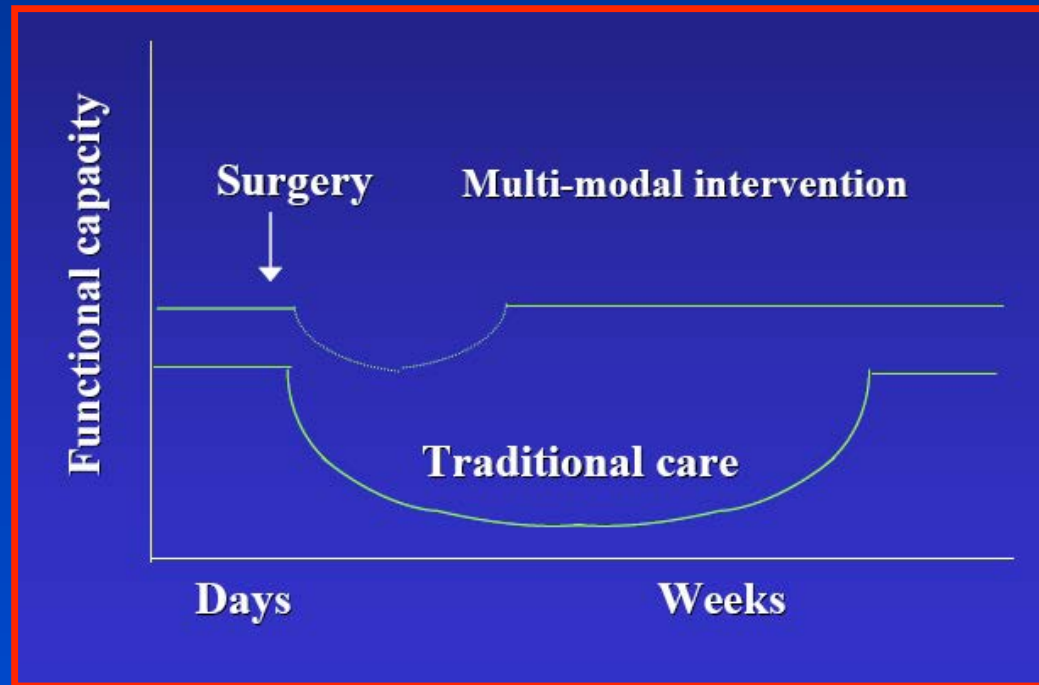 Functional capacity
Surgery
Multi-modal intervention
Traditional care
Days
Weeks